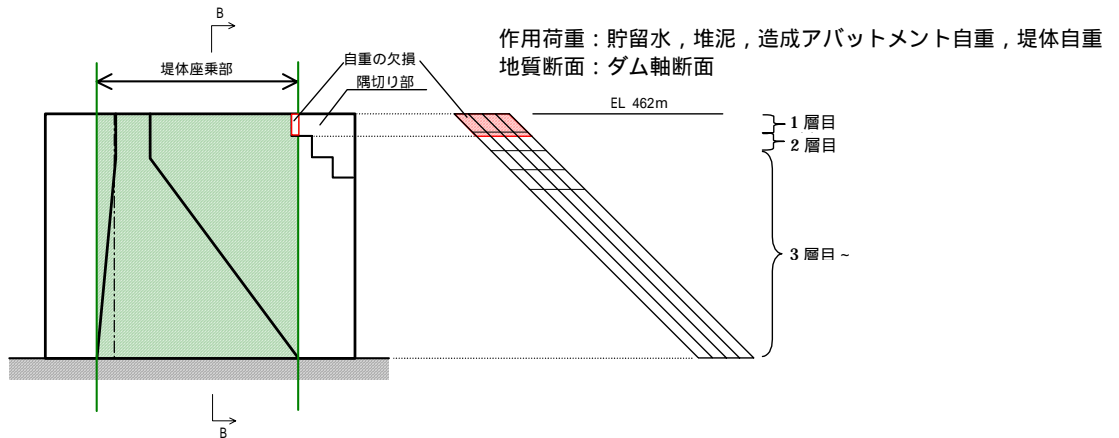 B
作用荷重：貯留水，堆泥，造成アバットメント自重，堤体自重
地質断面：ダム軸断面
自重の欠損
堤体座乗部
隅切り部
EL 462m
1 層目
2 層目
3 層目～
B